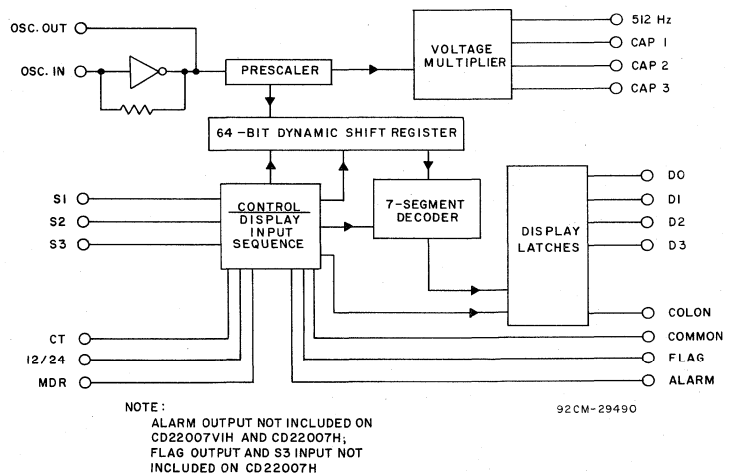 OSC. OUT
OSC. IN
PRESCALER
VOLTAGE
MULTIPLIER
512 Hz
CAP 1
CAP 2
CAP 3
64-BIT DYNAMIC SHIFT REGISTER
S1
S2
S3
CONTROL
DISPLAY
INPUT
SEQUENCE
7-SEGMENT
DECODER
DISPLAY
LATCHES
D0
D1
D2
D3
COLON
CT
12/24
MDR
COMMON
FLAG
ALARM
NOTE:
ALARM OUTPUT NOT INCLUDED ON
CD22007VIH AND CD22007H;
FLAG OUTPUT AND S3 INPUT NOT
INCLUDED ON CD22007H
92CM-29490